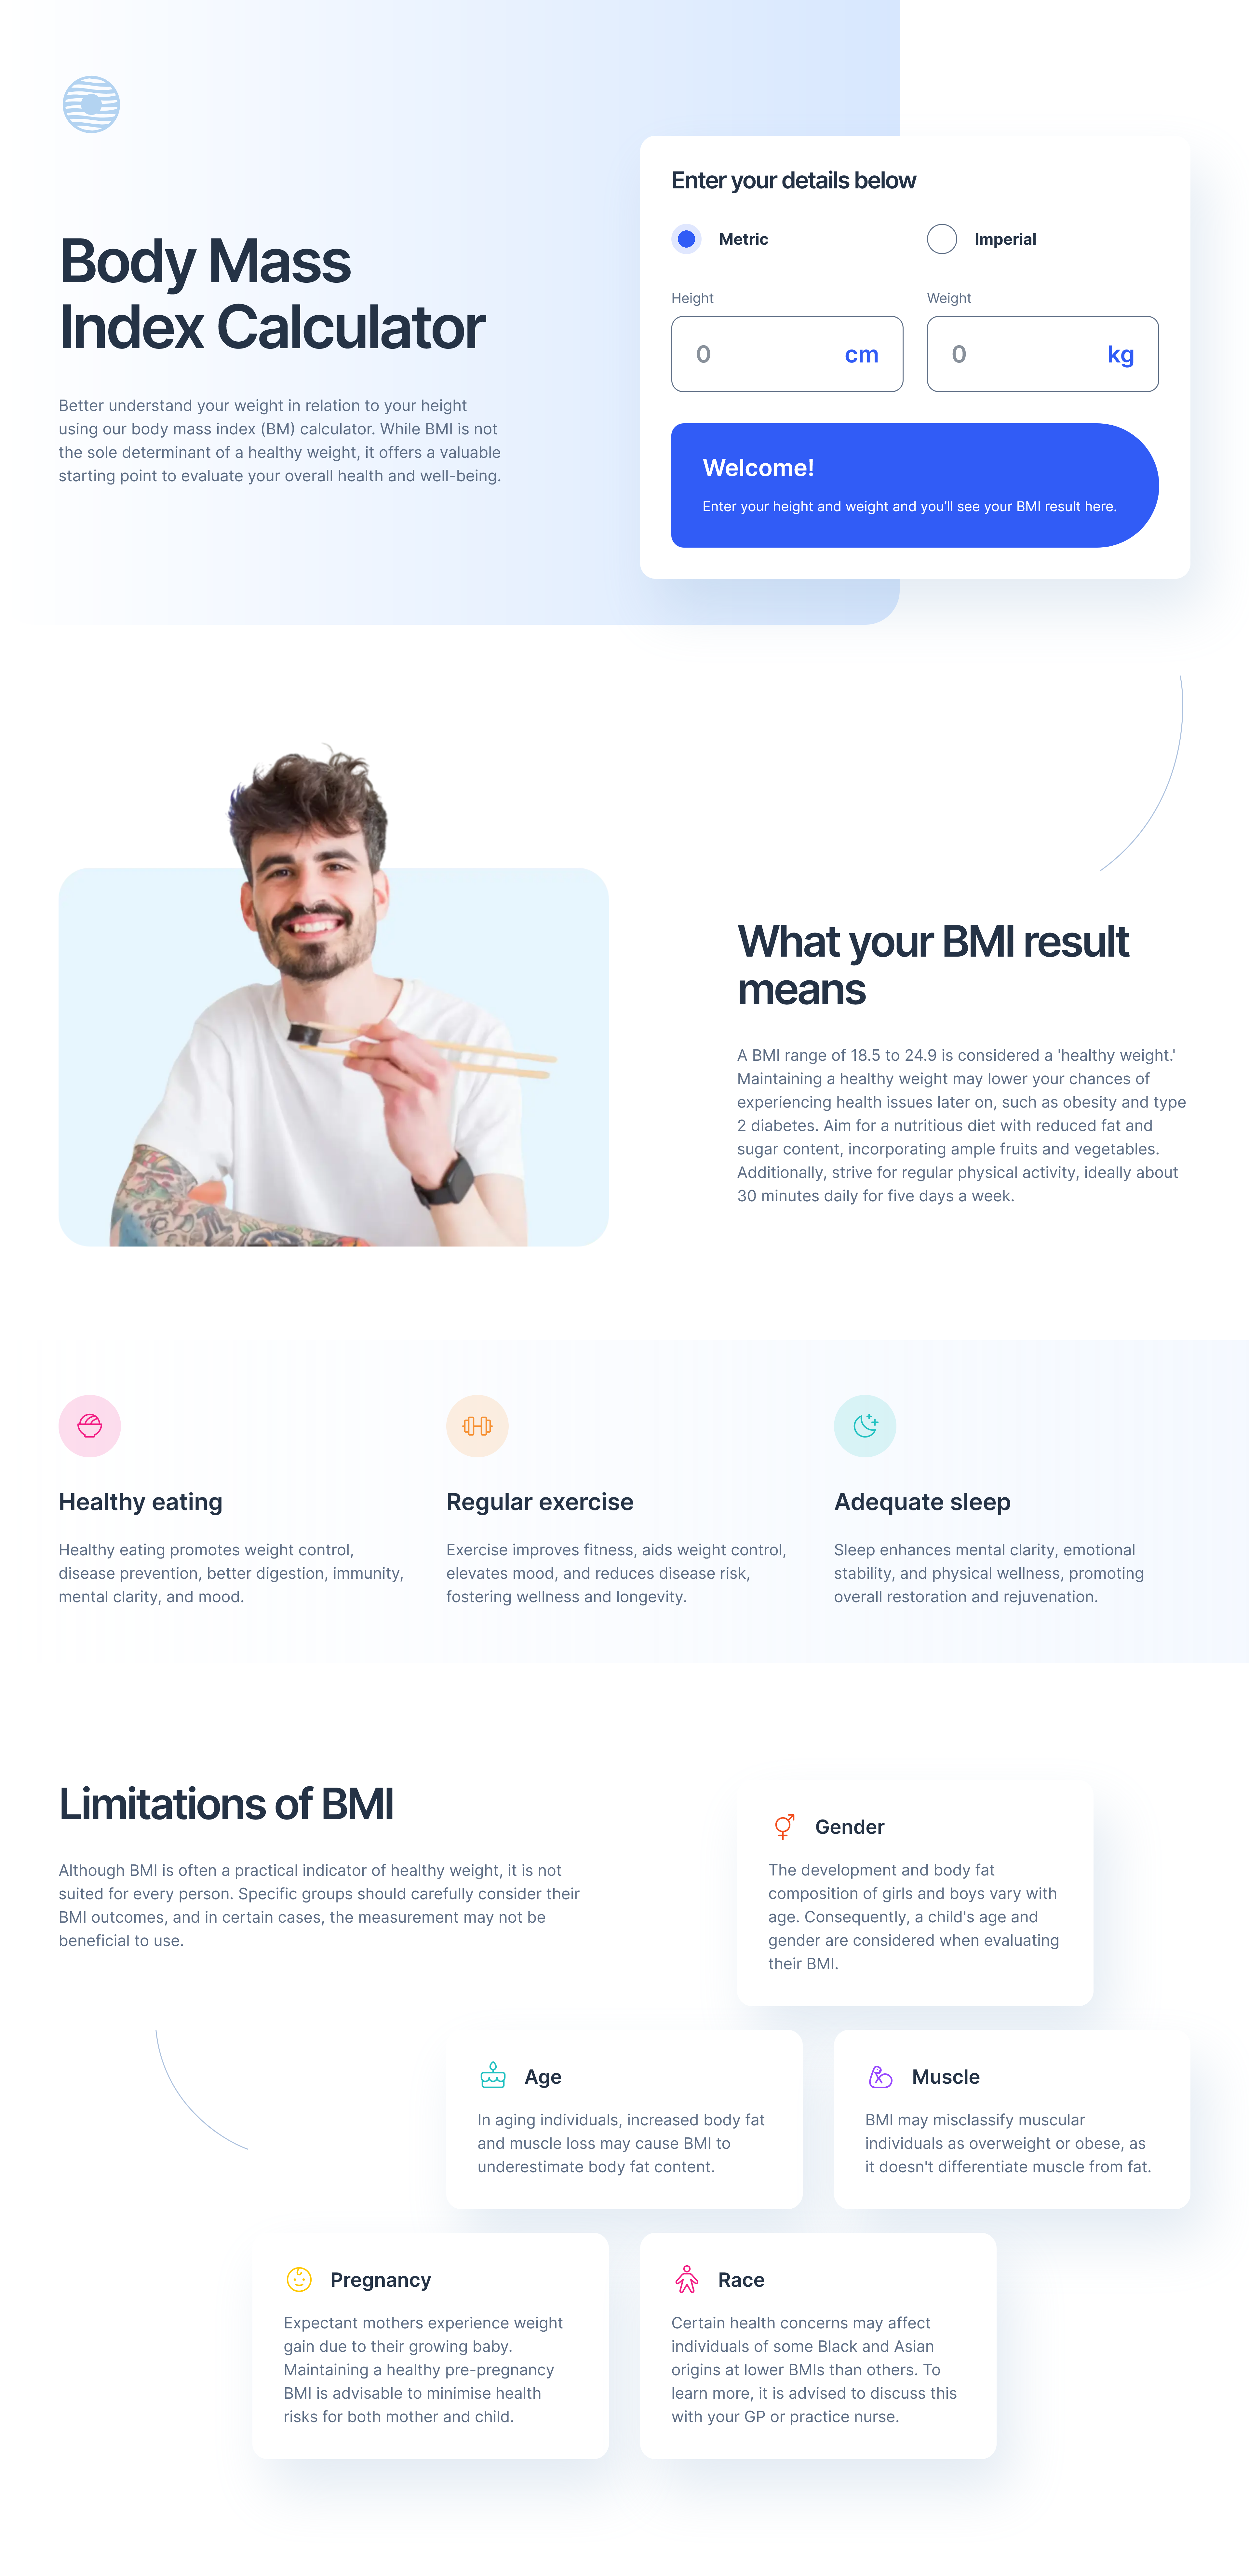 Body Mass
Index Calculator
Better understand your weight in relation to your height
using our body mass index (BM) calculator. While BMI is not
the sole determinant of a healthy weight, it offers a valuable
starting point to evaluate your overall health and well-being.
Enter your details below
Metric
Imperial
Height
Weight
0 cm
0 kg
Welcome!
Enter your height and weight and you'll see your BMI result here.
What your BMI result
means
A BMI range of 18.5 to 24.9 is considered a 'healthy weight.'
Maintaining a healthy weight may lower your chances of
experiencing health issues later on, such as obesity and type
2 diabetes. Aim for a nutritious diet with reduced fat and
sugar content, incorporating ample fruits and vegetables.
Additionally, strive for regular physical activity, ideally about
30 minutes daily for five days a week.
Healthy eating
Healthy eating promotes weight control,
disease prevention, better digestion, immunity,
mental clarity, and mood.
Regular exercise
Exercise improves fitness, aids weight control,
elevates mood, and reduces disease risk,
fostering wellness and longevity.
Adequate sleep
Sleep enhances mental clarity, emotional
stability, and physical wellness, promoting
overall restoration and rejuvenation.
Limitations of BMI
Although BMI is often a practical indicator of healthy weight, it is not
suited for every person. Specific groups should carefully consider their
BMI outcomes, and in certain cases, the measurement may not be
beneficial to use.
Gender
The development and body fat
composition of girls and boys vary with
age. Consequently, a child's age and
gender are considered when evaluating
their BMI.
Age
In aging individuals, increased body fat
and muscle loss may cause BMI to
underestimate body fat content.
Muscle
BMI may misclassify muscular
individuals as overweight or obese, as
it doesn't differentiate muscle from fat.
Pregnancy
Expectant mothers experience weight
gain due to their growing baby.
Maintaining a healthy pre-pregnancy
BMI is advisable to minimise health
risks for both mother and child.
Race
Certain health concerns may affect
individuals of some Black and Asian
origins at lower BMIs than others. To
learn more, it is advised to discuss this
with your GP or practice nurse.